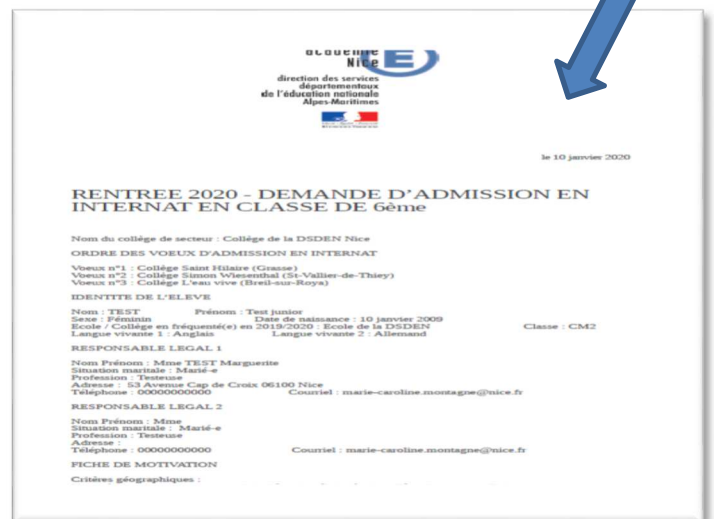 académie
Nice
direction des services
départementaux
de l'éducation nationale
Alpes-Maritimes
le 10 janvier 2020
RENTREE 2020 - DEMANDE D'ADMISSION EN
INTERNAT EN CLASSE DE 6ème
Nom du collège de secteur : Collège de la DSDEN Nice
ORDRE DES VOEUX D'ADMISSION EN INTERNAT
Voeux n°1 : Collège Saint Hilaire (Grasse)
Voeux n°2 : Collège Simon Wiesenthal (St-Vallier-de-Thiey)
Voeux n°3 : Collège L'eau vive (Breil-sur-Roya)
IDENTITE DE L'ELEVE
Nom : TEST Prénom : Test junior
Sexe : Féminin Date de naissance : 10 janvier 2009
Ecole / Collège en fréquenté(e) en 2019/2020 : Ecole de la DSDEN Classe : CM2
Langue vivante 1 : Anglais Langue vivante 2 : Allemand
RESPONSABLE LEGAL 1
Nom Prénom : Mme TEST Marguerite
Situation maritale : Marié-e
Profession : Testeuse
Adresse : 53 Avenue Cap de Croix 06100 Nice
Téléphone : 00000000000 Courriel : marie-caroline.montagne@nice.fr
RESPONSABLE LEGAL 2
Nom Prénom : Mme
Situation maritale : Marié-e
Profession : Testeuse
Adresse :
Téléphone : 00000000000 Courriel : marie-caroline.montagne@nice.fr
FICHE DE MOTIVATION
Critères géographiques :